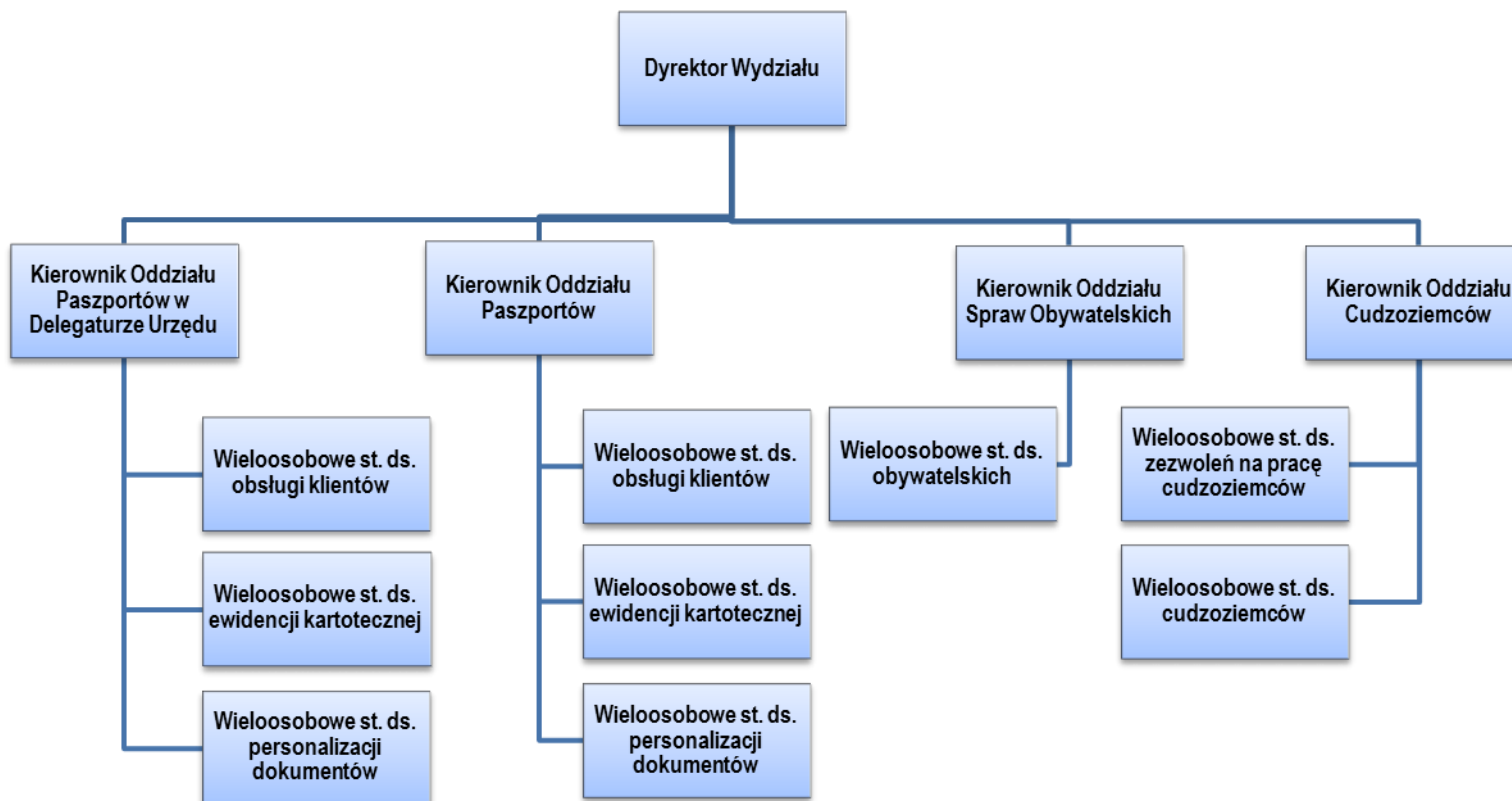 Dyrektor Wydziału
Kierownik Oddziału
Paszportów w
Delegaturze Urzędu
Kierownik Oddziału
Paszportów
Kierownik Oddziału
Spraw Obywatelskich
Kierownik Oddziału
Cudzoziemców
Wieloosobowe st. ds.
obsługi klientów
Wieloosobowe st. ds.
ewidencji kartotecznej
Wieloosobowe st. ds.
personalizacji
dokumentów
Wieloosobowe st. ds.
obsługi klientów
Wieloosobowe st. ds.
ewidencji kartotecznej
Wieloosobowe st. ds.
personalizacji
dokumentów
Wieloosobowe st. ds.
obywatelskich
Wieloosobowe st. ds.
zezwoleń na pracę
cudzoziemców
Wieloosobowe st. ds.
cudzoziemców